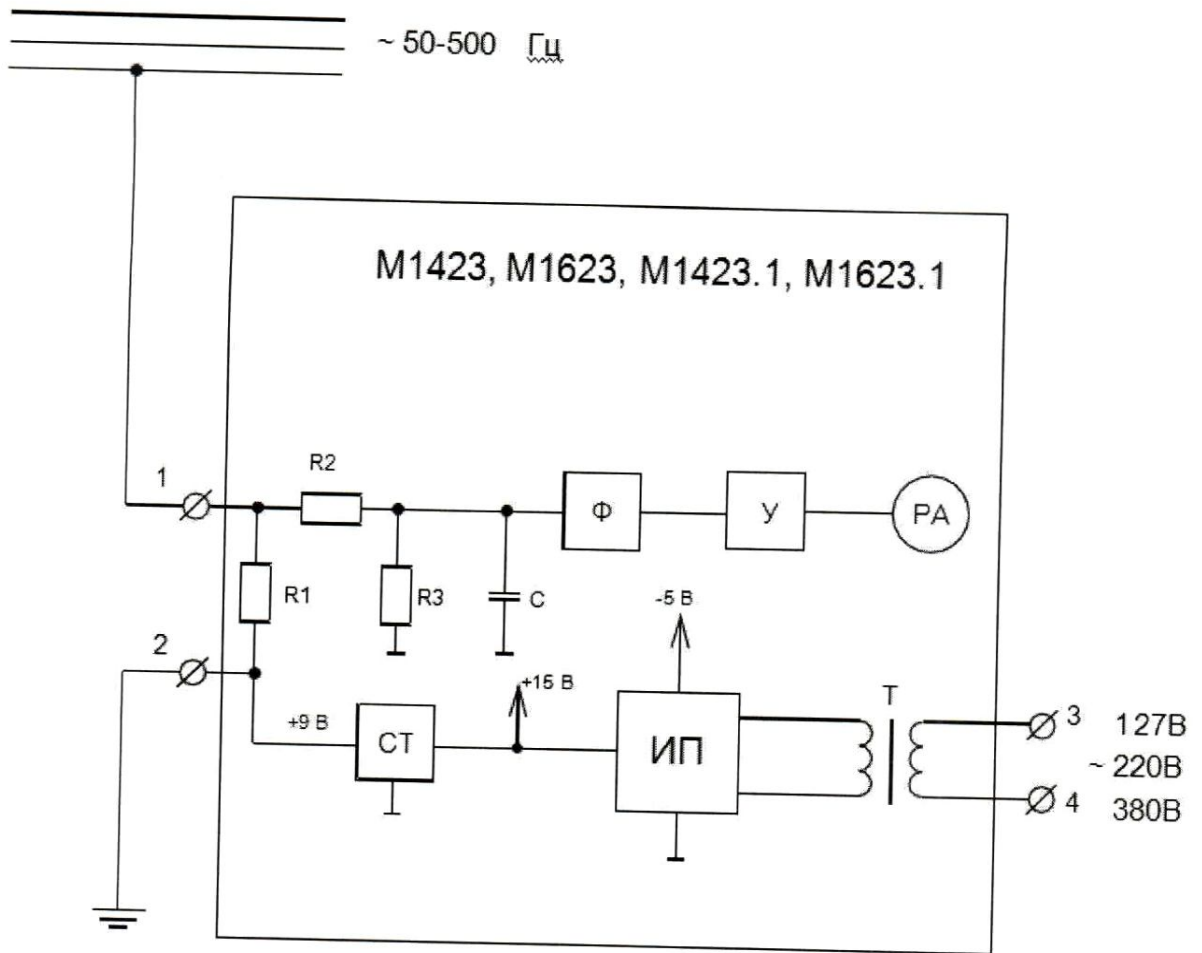 ~ 50-500 Гц
М1423, М1623, М1423.1, М1623.1
1
R2
Ф
У
РА
R1
R3
С
-5 В
2
+15 В
Т
+9 В
СТ
ИП
3
127В
~ 220В
4
380В